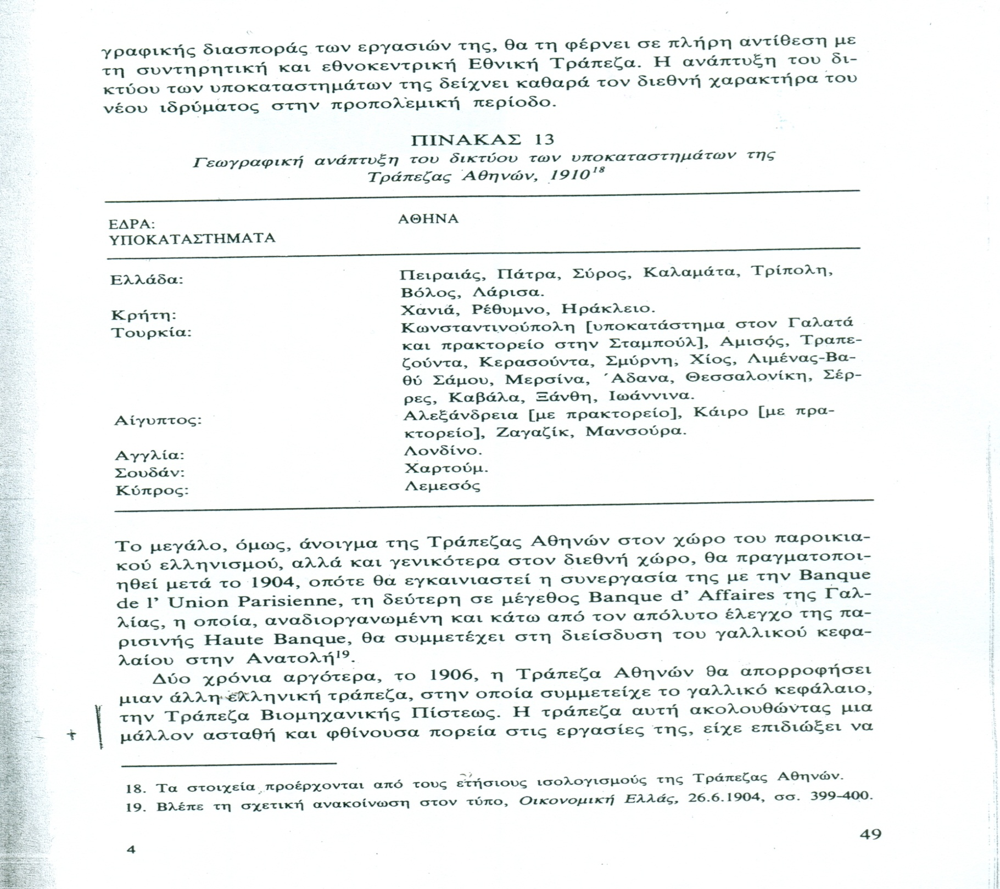 γραφικής διασποράς των εργασιών της, θα τη φέρνει σε πλήρη αντίθεση με
τη συντηρητική και εθνοκεντρική Εθνική Τράπεζα. Η ανάπτυξη του δι-
κτύου των υποκαταστημάτων της δείχνει καθαρά τον διεθνή χαρακτήρα του
νέου ιδρύματος στην προπολεμική περίοδο.
ΠΙΝΑΚΑΣ 13
Γεωγραφική ανάπτυξη του δικτύου των υποκαταστημάτων της
Τράπεζας Αθηνών, 1910¹⁸
ΕΔΡΑ: ΑΘΗΝΑ
ΥΠΟΚΑΤΑΣΤΗΜΑΤΑ
Ελλάδα: Πειραιάς, Πάτρα, Σύρος, Καλαμάτα, Τρίπολη,
Βόλος, Λάρισα.
Κρήτη: Χανιά, Ρέθυμνο, Ηράκλειο.
Τουρκία: Κωνσταντινούπολη [υποκατάστημα στον Γαλατά
και πρακτορείο στην Σταμπούλ], Αμισός, Τραπε-
ζούντα, Κερασούντα, Σμύρνη, Χίος, Λιμένας-Βα-
θύ Σάμου, Μερσίνα, Άδανα, Θεσσαλονίκη, Σέρ-
ρες, Καβάλα, Ξάνθη, Ιωάννινα.
Αίγυπτος: Αλεξάνδρεια [με πρακτορείο], Κάιρο [με πρα-
κτορείο], Ζαγαζίκ, Μανσούρα.
Αγγλία: Λονδίνο.
Σουδάν: Χαρτούμ.
Κύπρος: Λεμεσός
Το μεγάλο, όμως, άνοιγμα της Τράπεζας Αθηνών στον χώρο του παροικια-
κού ελληνισμού, αλλά και γενικότερα στον διεθνή χώρο, θα πραγματοποι-
ηθεί μετά το 1904, οπότε θα εγκαινιαστεί η συνεργασία της με την Banque
de l' Union Parisienne, τη δεύτερη σε μέγεθος Banque d' Affaires της Γαλ-
λίας, η οποία, αναδιοργανωμένη και κάτω από τον απόλυτο έλεγχο της πα-
ρισινής Haute Banque, θα συμμετέχει στη διείσδυση του γαλλικού κεφα-
λαίου στην Ανατολή¹⁹.
Δύο χρόνια αργότερα, το 1906, η Τράπεζα Αθηνών θα απορροφήσει
μιαν άλλη ελληνική τράπεζα, στην οποία συμμετείχε το γαλλικό κεφάλαιο,
την Τράπεζα Βιομηχανικής Πίστεως. Η τράπεζα αυτή ακολουθώντας μια
μάλλον ασταθή και φθίνουσα πορεία στις εργασίες της, είχε επιδιώξει να
18. Τα στοιχεία προέρχονται από τους ετήσιους ισολογισμούς της Τράπεζας Αθηνών.
19. Βλέπε τη σχετική ανακοίνωση στον τύπο, Οικονομική Ελλάς, 26.6.1904, σσ. 399-400.
49
4